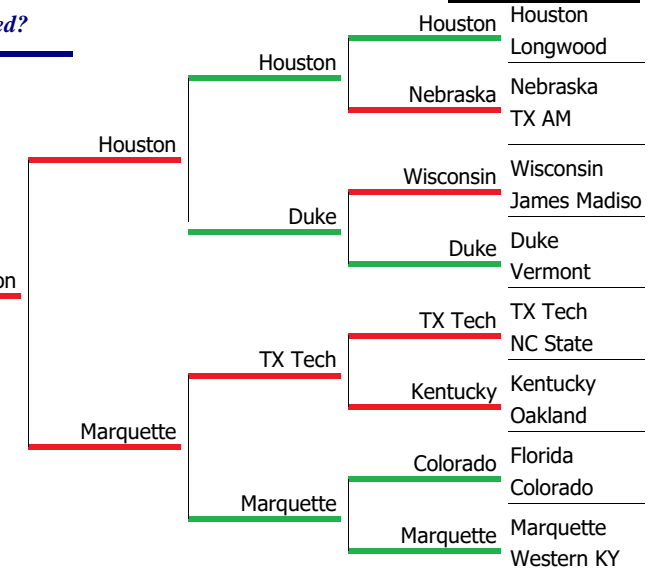 ed?
Houston
Houston
Longwood
Houston
Nebraska
Nebraska
TX AM
Houston
Wisconsin
Wisconsin
James Madiso
Duke
Duke
Duke
Vermont
on
TX Tech
TX Tech
NC State
TX Tech
Kentucky
Kentucky
Oakland
Marquette
Colorado
Florida
Colorado
Marquette
Marquette
Marquette
Western KY